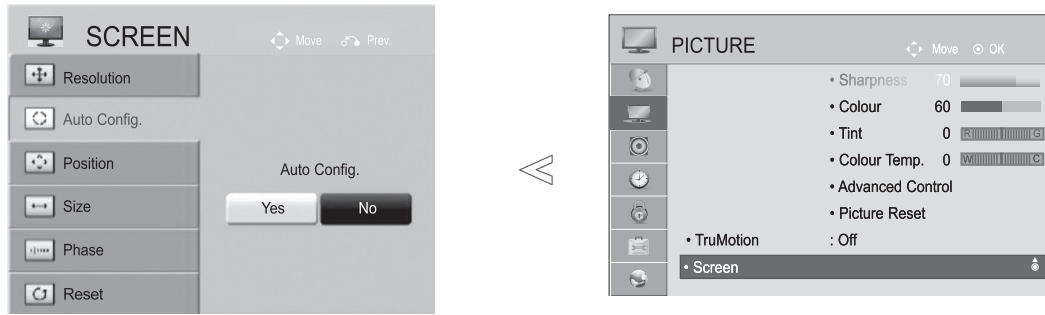 SCREEN
Move Prev.
Resolution
Auto Config.
Position
Size
Phase
Reset
Auto Config.
Yes No
PICTURE
Move OK
• Sharpness 70
• Colour 60
• Tint 0 R G
• Colour Temp. 0 W C
• Advanced Control
• Picture Reset
• TruMotion : Off
• Screen